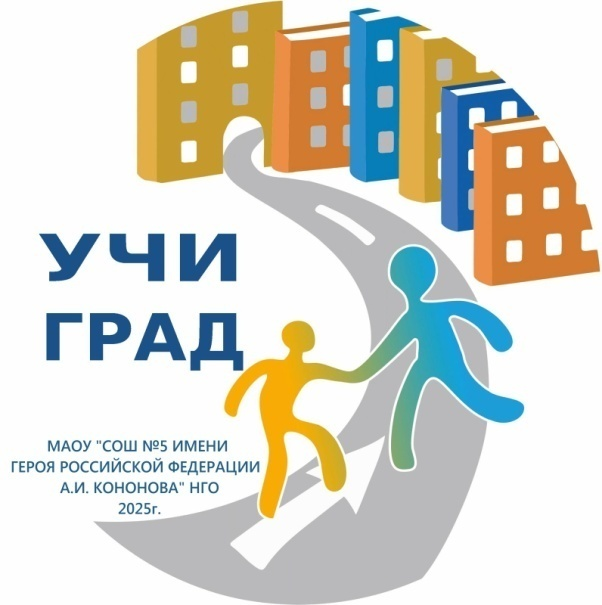 УЧИ
ГРАД
МАОУ "СОШ №5 ИМЕНИ
ГЕРОЯ РОССИЙСКОЙ ФЕДЕРАЦИИ
А.И. КОНОНОВА" НГО
2025г.